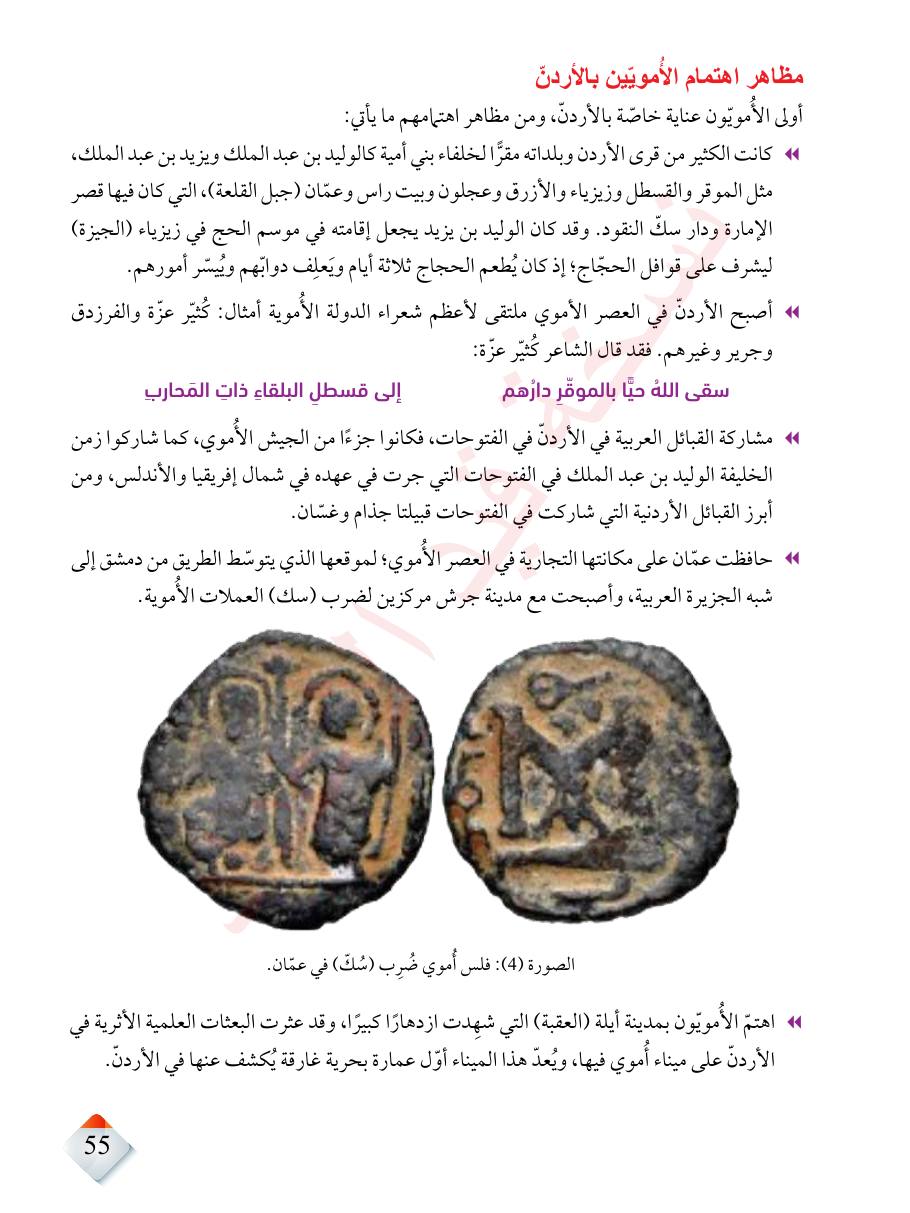 مظاهر اهتمام الأُمويّين بالأردنّ
أولى الأُمويّون عناية خاصّة بالأردنّ، ومن مظاهر اهتمامهم ما يأتي:
كانت الكثير من قرى الأردن وبلداته مقرًّا لخلفاء بني أمية كالوليد بن عبد الملك ويزيد بن عبد الملك،
مثل الموقر والقسطل وزيزياء والأزرق وعجلون وبيت راس وعمّان (جبل القلعة)، التي كان فيها قصر
الإمارة ودار سكّ النقود. وقد كان الوليد بن يزيد يجعل إقامته في موسم الحج في زيزياء (الجيزة)
ليشرف على قوافل الحجّاج؛ إذ كان يُطعم الحجاج ثلاثة أيام ويَعلِف دوابّهم ويُيسّر أمورهم.
أصبح الأردنّ في العصر الأموي ملتقى لأعظم شعراء الدولة الأُموية أمثال: كُثيّر عزّة والفرزدق
وجرير وغيرهم. فقد قال الشاعر كُثيّر عزّة:
سقى اللهُ حيًّا بالموقّرِ دارُهم إلى قسطلِ البلقاءِ ذاتِ المَحاربِ
مشاركة القبائل العربية في الأردنّ في الفتوحات، فكانوا جزءًا من الجيش الأُموي، كما شاركوا زمن
الخليفة الوليد بن عبد الملك في الفتوحات التي جرت في عهده في شمال إفريقيا والأندلس، ومن
أبرز القبائل الأردنية التي شاركت في الفتوحات قبيلتا جذام وغسّان.
حافظت عمّان على مكانتها التجارية في العصر الأُموي؛ لموقعها الذي يتوسّط الطريق من دمشق إلى
شبه الجزيرة العربية، وأصبحت مع مدينة جرش مركزين لضرب (سك) العملات الأُموية.
الصورة (4): فلس أُموي ضُرِب (سُكّ) في عمّان.
اهتمّ الأُمويّون بمدينة أيلة (العقبة) التي شهِدت ازدهارًا كبيرًا، وقد عثرت البعثات العلمية الأثرية في
الأردنّ على ميناء أُموي فيها، ويُعدّ هذا الميناء أوّل عمارة بحرية غارقة يُكشف عنها في الأردنّ.
55